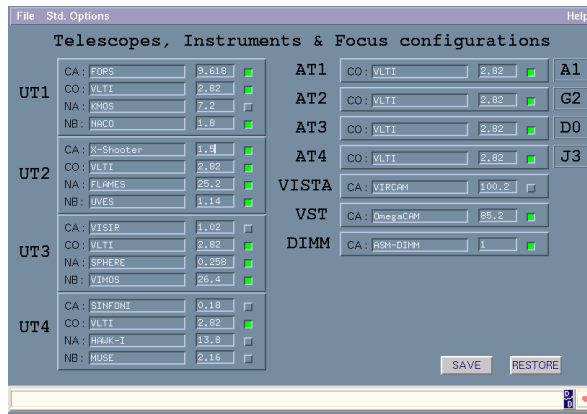 File Std. Options Help
Telescopes, Instruments & Focus configurations
UT1
CA: FORS 9.618
CO: VLTI 2.82
NA: KMOS 7.2
NB: NACO 1.8
UT2
CA: X-Shooter 1.5
CO: VLTI 2.82
NA: FLAMES 25.2
NB: UVES 1.14
UT3
CA: VISIR 1.02
CO: VLTI 2.82
NA: SPHERE 0.258
NB: VIMOS 26.4
UT4
CA: SINFONI 0.18
CO: VLTI 2.82
NA: HAWK-I 13.8
NB: MUSE 2.16
AT1 CO: VLTI 2.82 A1
AT2 CO: VLTI 2.82 G2
AT3 CO: VLTI 2.82 D0
AT4 CO: VLTI 2.82 J3
VISTA CA: VIRCAM 100.2
VST CA: OmegaCAM 85.2
DIMM CA: ASM-DIMM 1
SAVE RESTORE